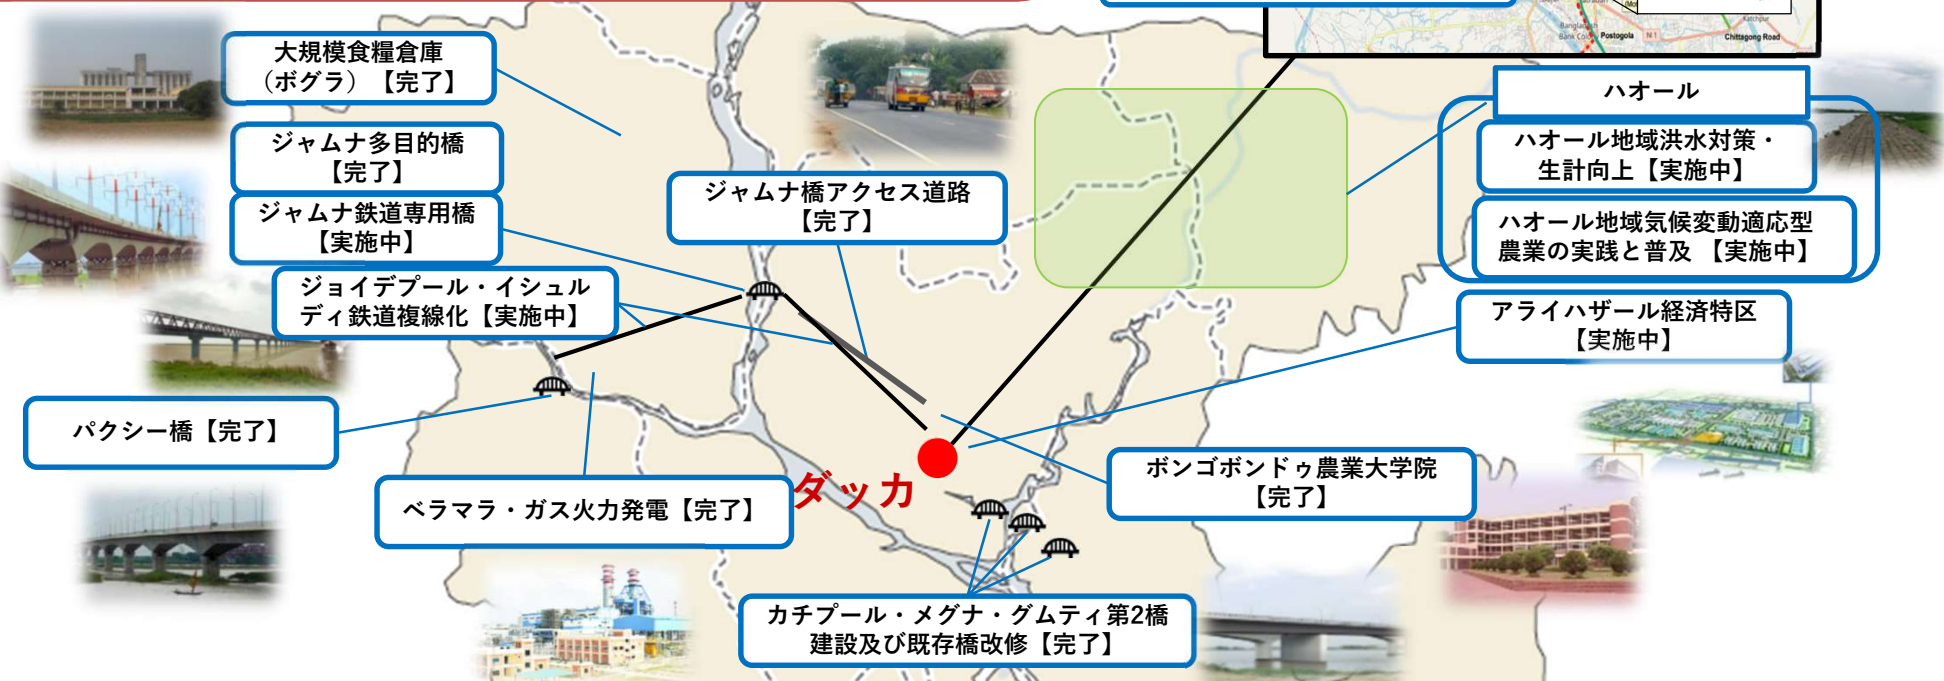 Bank Colo
Postogola
N 1
Katchpur
Chittagong Road
大規模食糧倉庫
（ボグラ）【完了】
ジャムナ多目的橋
【完了】
ジャムナ鉄道専用橋
【実施中】
ジョイデプール・イシュル
ディ鉄道複線化【実施中】
パクシー橋【完了】
ベラマラ・ガス火力発電【完了】
ジャムナ橋アクセス道路
【完了】
ダッカ
ハオール
ハオール地域洪水対策・
生計向上【実施中】
ハオール地域気候変動適応型
農業の実践と普及 【実施中】
アライハザール経済特区
【実施中】
ボンゴボンドゥ農業大学院
【完了】
カチプール・メグナ・グムティ第2橋
建設及び既存橋改修【完了】